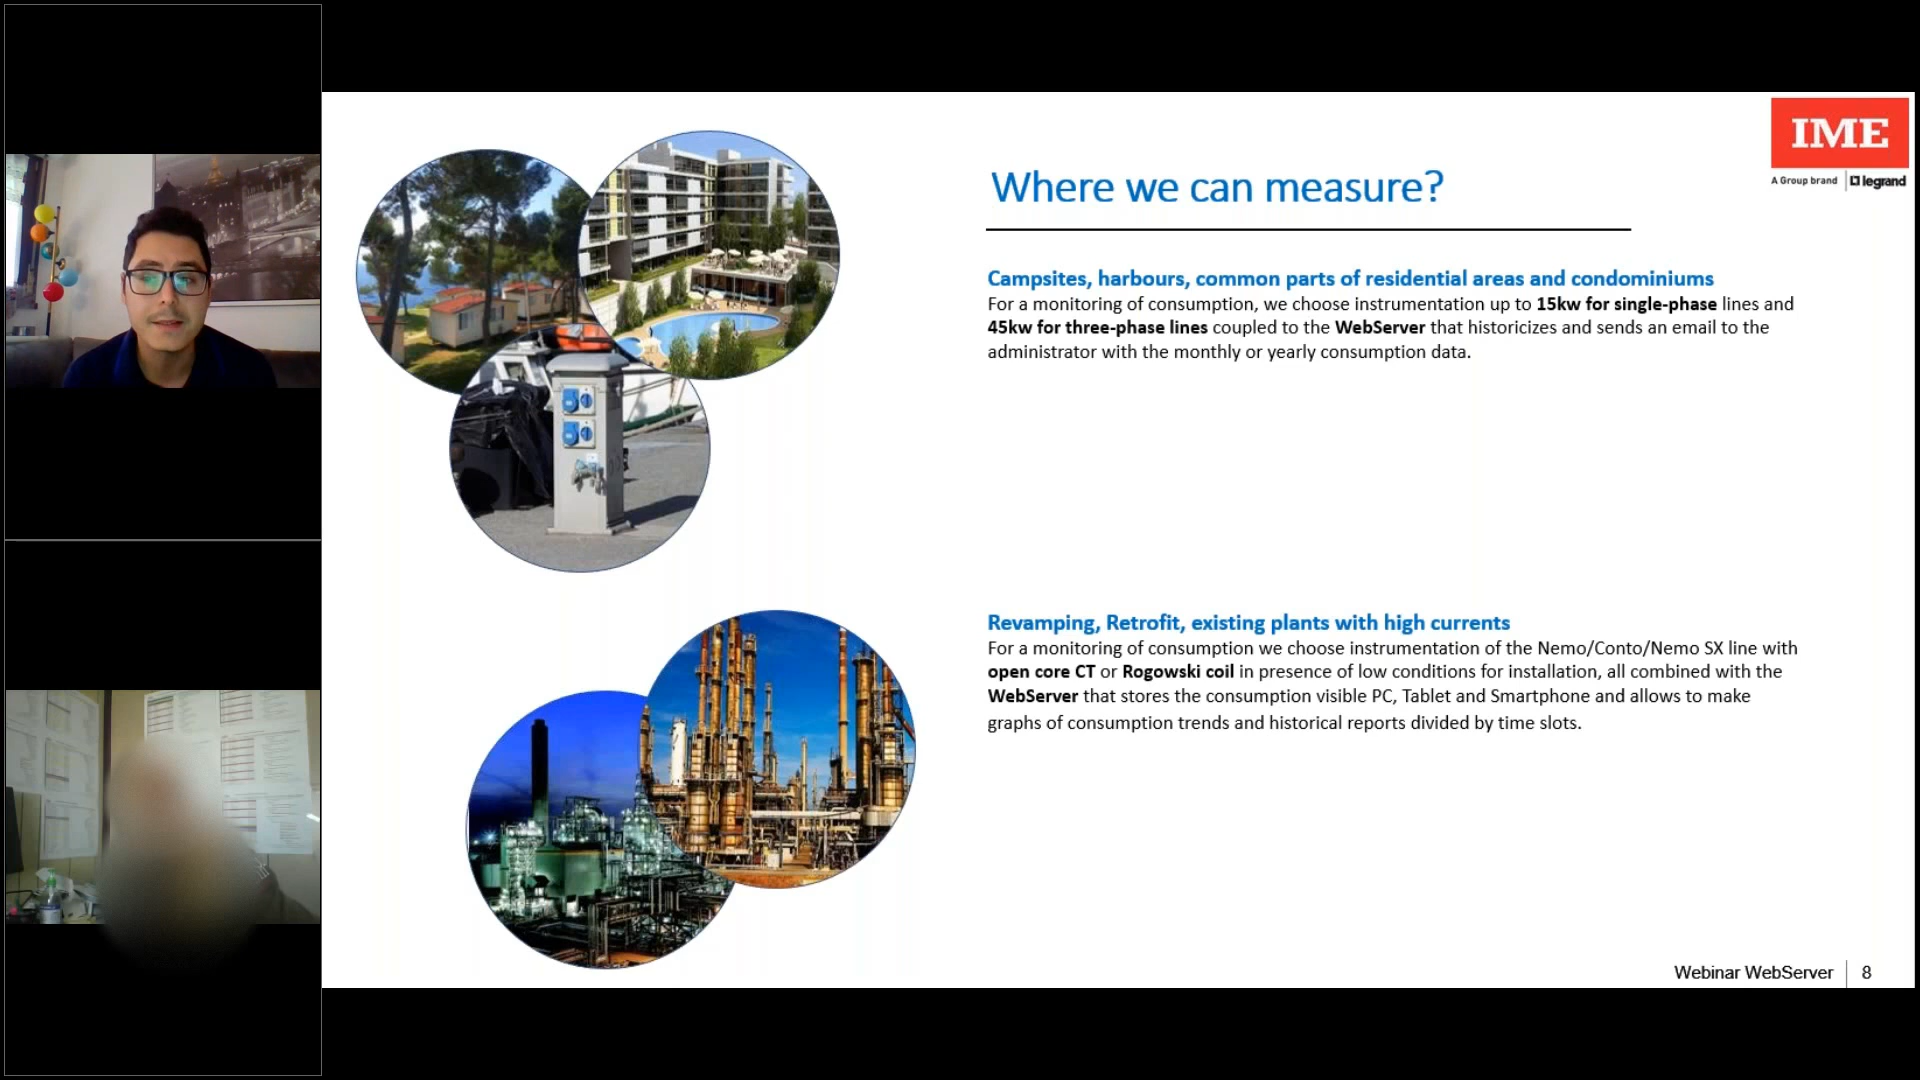 IME
A Group brand | legrand
Where we can measure?
Campsites, harbours, common parts of residential areas and condominiums
For a monitoring of consumption, we choose instrumentation up to 15kw for single-phase lines and
45kw for three-phase lines coupled to the WebServer that historicizes and sends an email to the
administrator with the monthly or yearly consumption data.
Revamping, Retrofit, existing plants with high currents
For a monitoring of consumption we choose instrumentation of the Nemo/Conto/Nemo SX line with
open core CT or Rogowski coil in presence of low conditions for installation, all combined with the
WebServer that stores the consumption visible PC, Tablet and Smartphone and allows to make
graphs of consumption trends and historical reports divided by time slots.
Webinar WebServer | 8